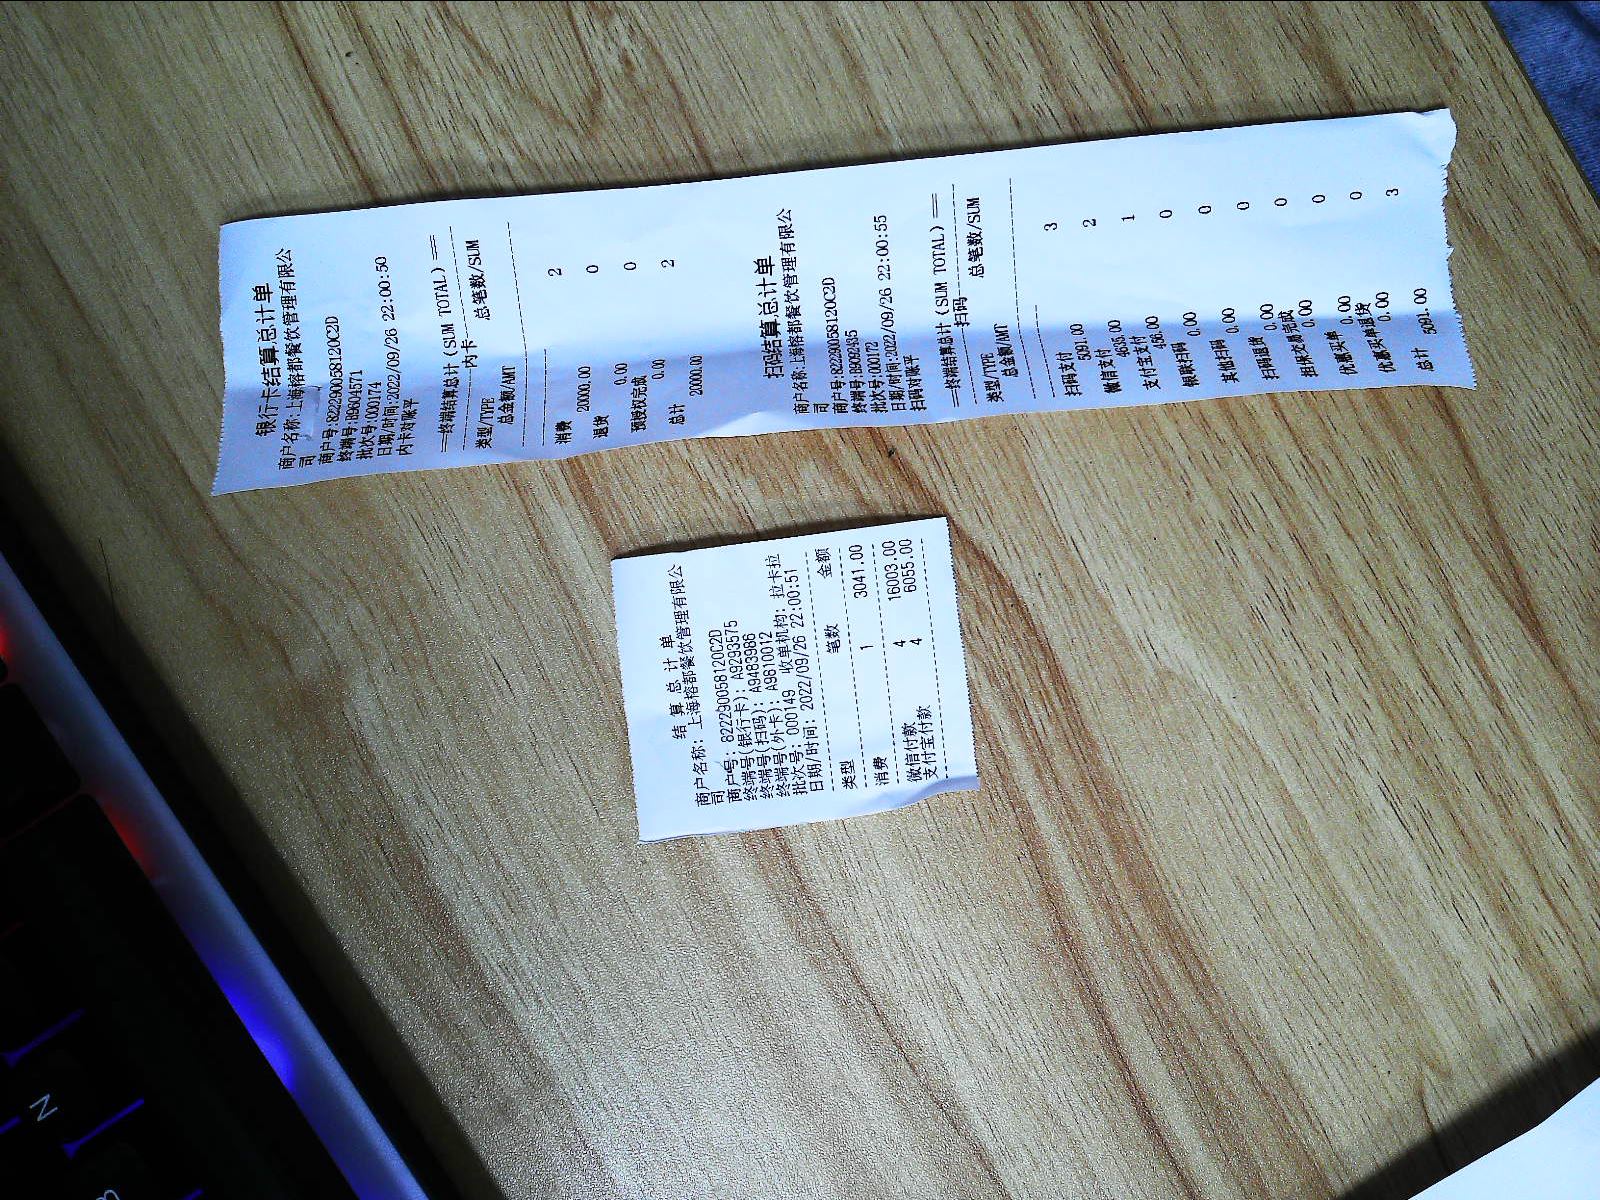 银行卡结算总计单
商户名称:上海榕都餐饮管理有限公
司
商户号:822290058120C2D
终端号:B9604571
批次号:000174
日期/时间:2022/09/26 22:00:50
内卡对账平
==终端结算总计(SUM TOTAL)==
内卡
类型/TYPE 总笔数/SUM
总金额/AMT
消费 2
20000.00
退货 0
0.00
预授权完成 0
0.00
总计 2
20000.00
扫码结算总计单
商户名称:上海榕都餐饮管理有限公
司
商户号:822290058120C2D
终端号:B9092435
批次号:000172
日期/时间:2022/09/26 22:00:55
扫码对账平
==终端结算总计(SUM TOTAL)==
扫码
类型/TYPE 总笔数/SUM
总金额/AMT
扫码支付 3
5091.00
微信支付 2
4635.00
支付宝支付 1
456.00
银联扫码 0
0.00
其他扫码 0
0.00
扫码退货 0
0.00
担保交易完成 0
0.00
优惠买单 0
0.00
优惠买单退货 0
0.00
总计 3
5091.00
结 算 总 计 单
商户名称: 上海榕都餐饮管理有限公
司
商户号: 822290058120C2D
终端号(银行卡): A9293575
终端号(扫码): A9483986
终端号(外卡): A9610012
批次号: 000149 收单机构: 拉卡拉
日期/时间: 2022/09/26 22:00:51
类型 笔数 金额
消费 1 3041.00
微信付款 4 16003.00
支付宝付款 4 6055.00
N